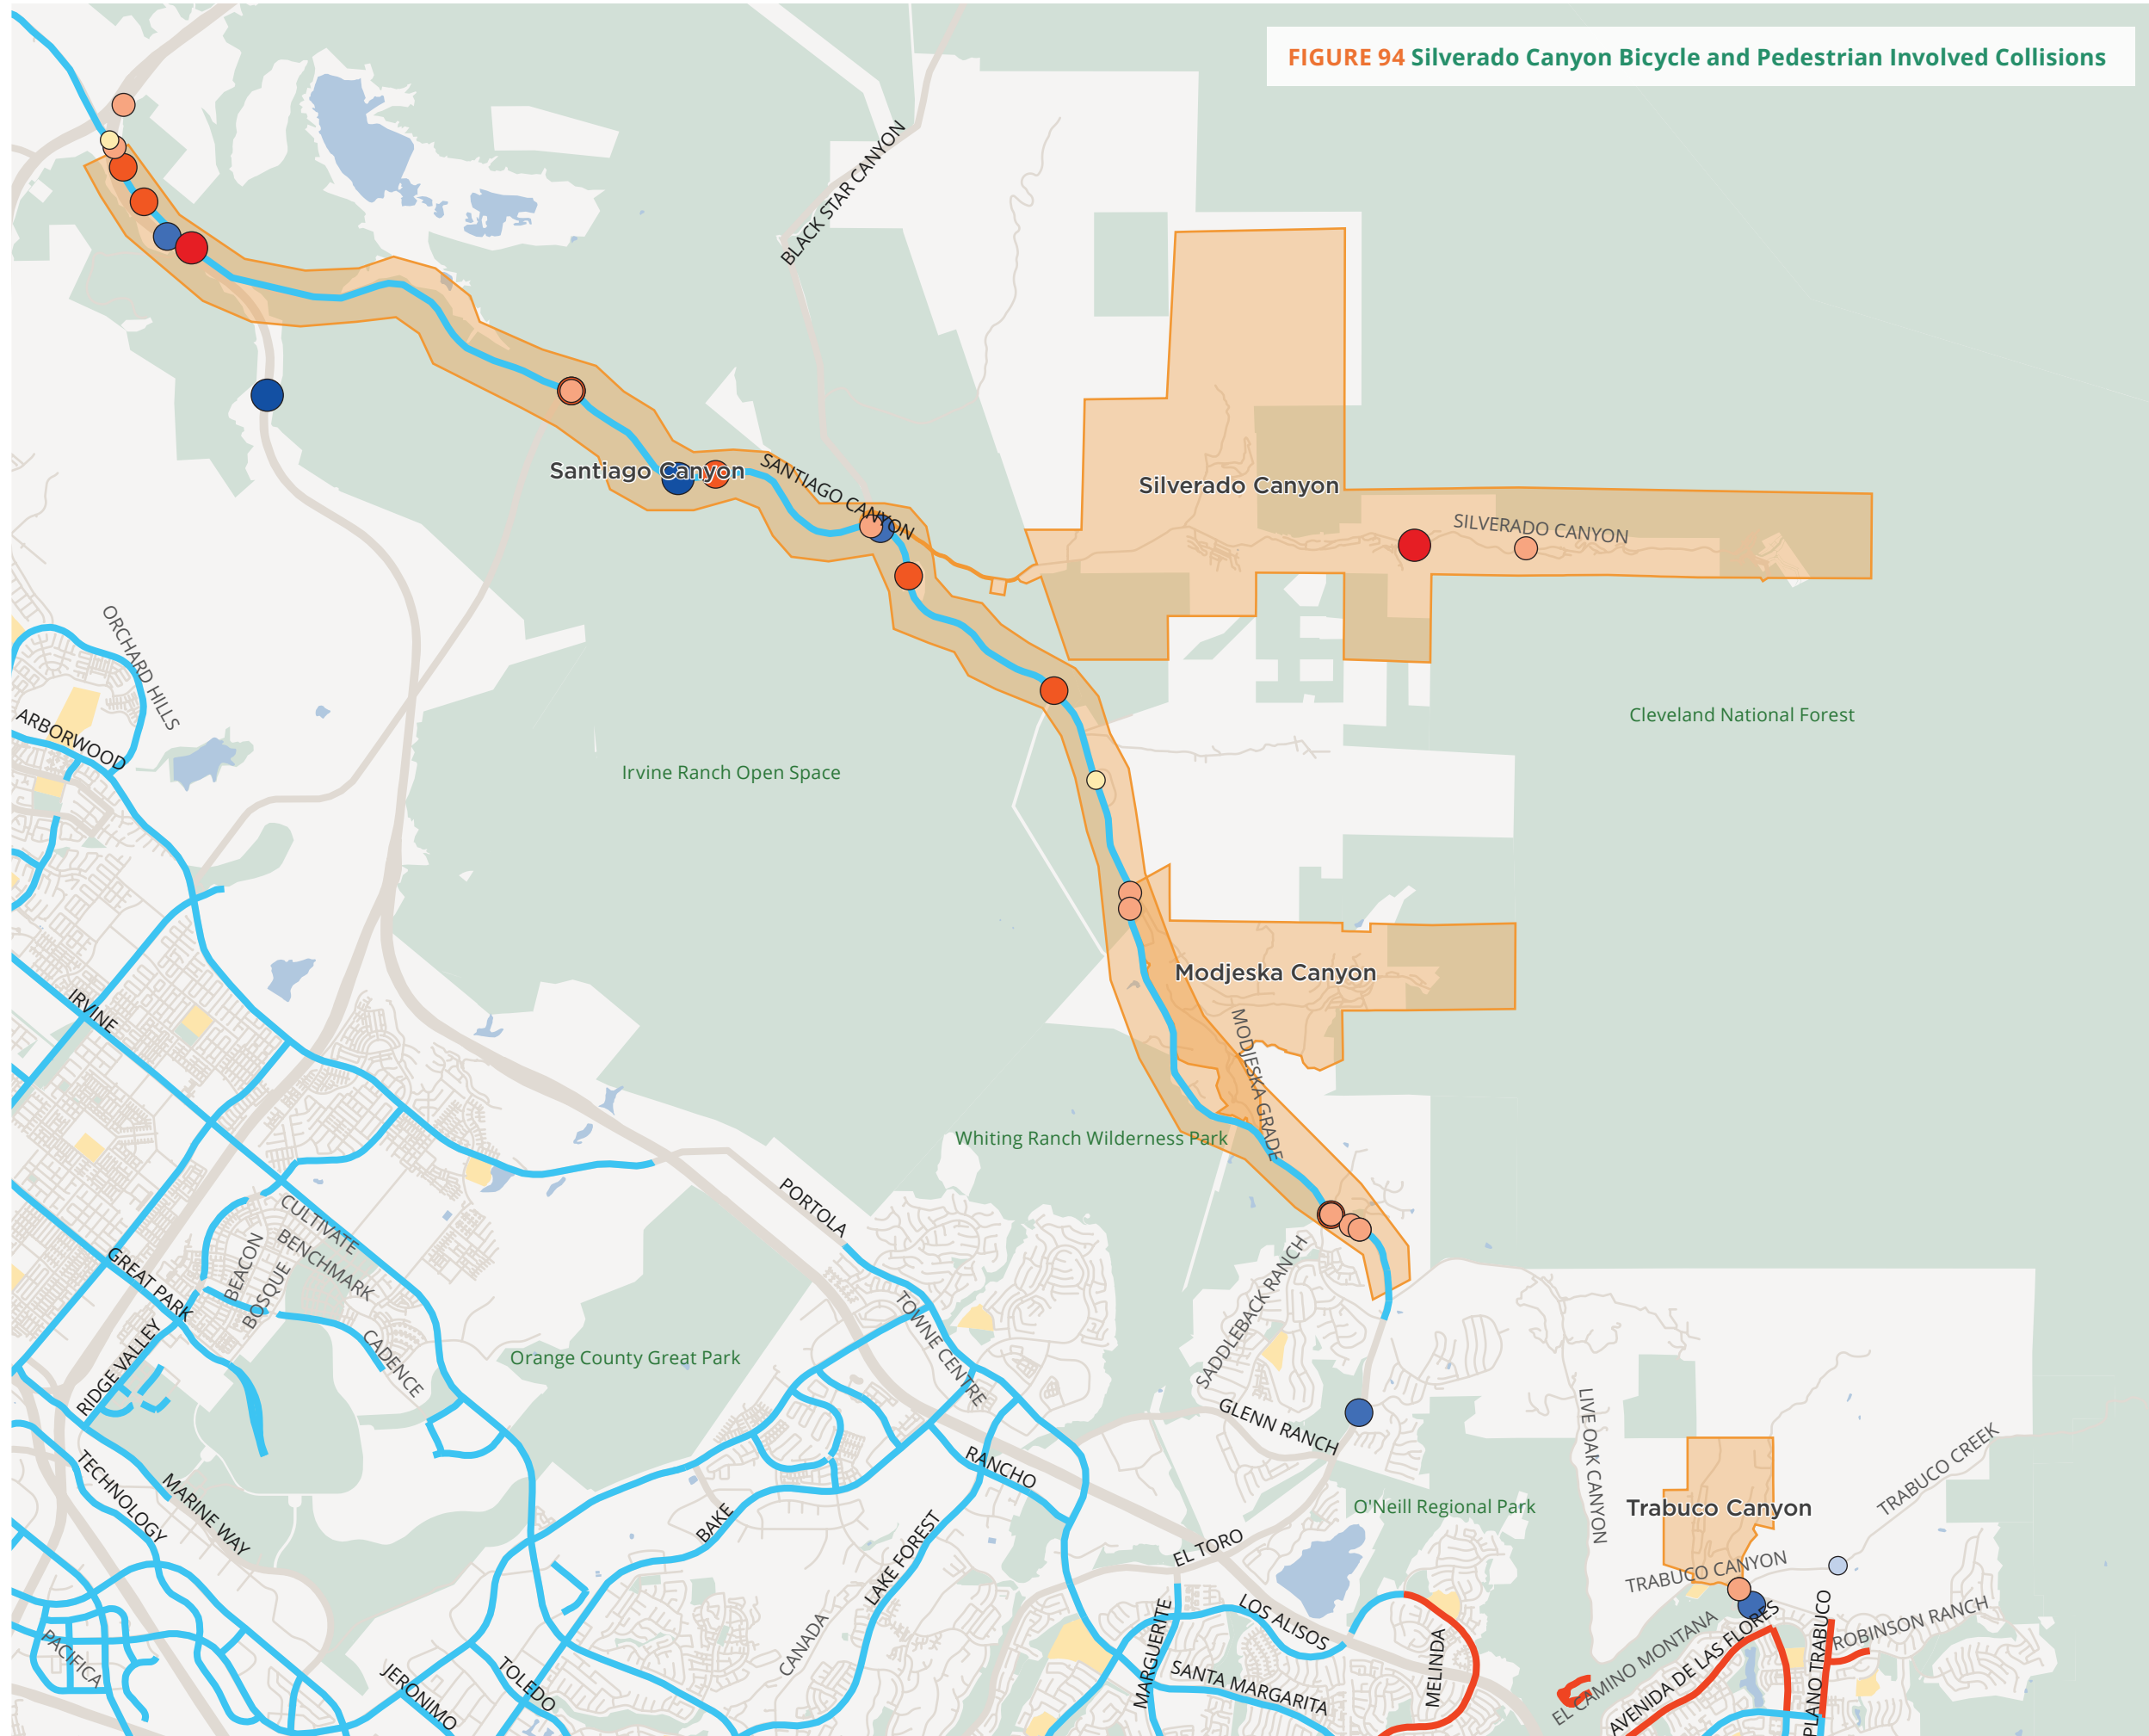 FIGURE 94 Silverado Canyon Bicycle and Pedestrian Involved Collisions
BLACK STAR CANYON
Santiago Canyon
SANTIAGO CANYON
Silverado Canyon
SILVERADO CANYON
ORCHARD HILLS
ARBORWOOD
Cleveland National Forest
Irvine Ranch Open Space
IRVINE
Modjeska Canyon
MODJESKA GRADE
Whiting Ranch Wilderness Park
PORTOLA
CULTIVATE
BENCHMARK
BEACON
BOSQUE
GREAT PARK
RIDGE VALLEY
CADENCE
Orange County Great Park
TOWNE CENTRE
SADDLEBACK RANCH
GLENN RANCH
LIVE OAK CANYON
RANCHO
TECHNOLOGY
MARINE WAY
BAKE
LAKE FOREST
EL TORO
O'Neill Regional Park
Trabuco Canyon
TRABUCO CREEK
TRABUCO CANYON
PACIFICA
JERONIMO
TOLEDO
CANADA
MARGUERITE
LOS ALISOS
SANTA MARGARITA
MELINDA
EL CAMINO MONTANA
AVENIDA DE LAS FLORES
PLANO TRABUCO
ROBINSON RANCH